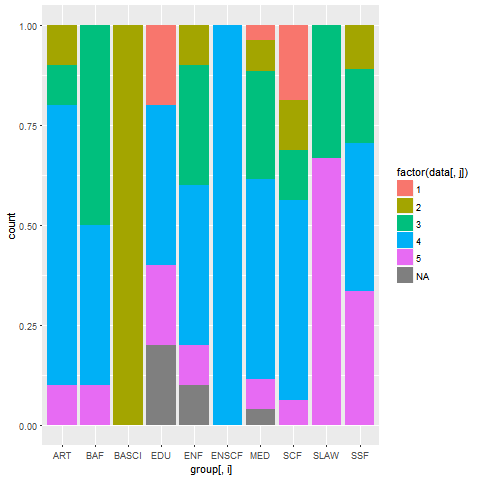 1.00
0.75
0.50
0.25
0.00
count
ART BAF BASCI EDU ENF ENSCF MED SCF SLAW SSF
group[, i]
factor(data[, j])
1
2
3
4
5
NA